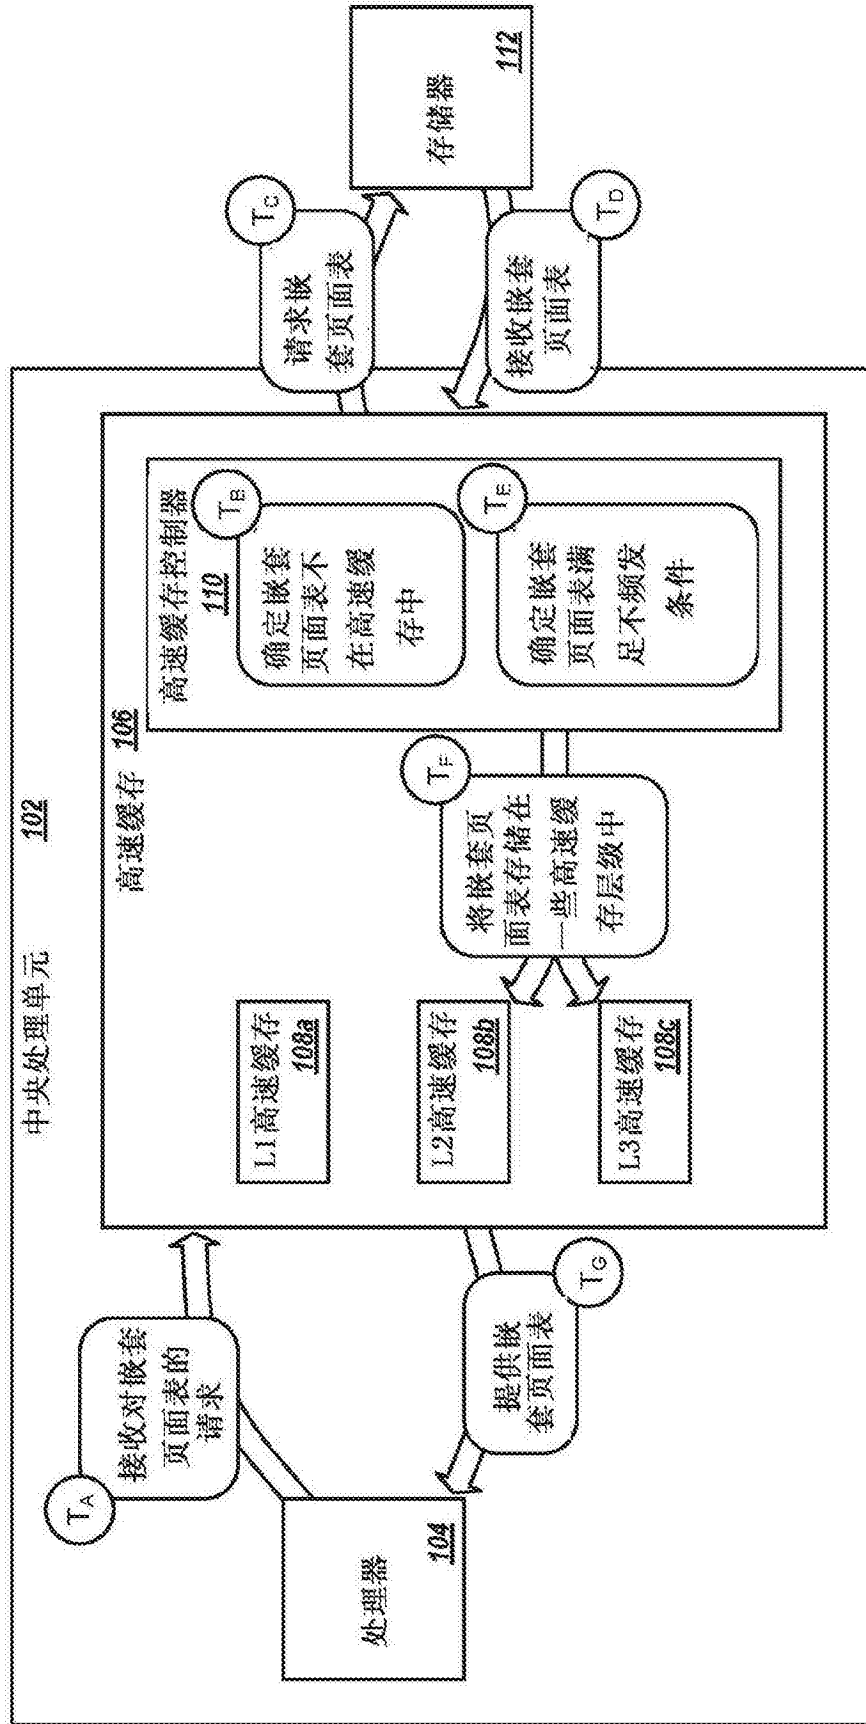 中央处理单元
102
高速缓存
106
高速缓存控制器
110
TA
接收对嵌套
页面表的
请求
处理器
104
L1高速缓存
108a
L2高速缓存
108b
L3高速缓存
108c
TB
确定嵌套
页面表不
在高速缓
存中
TC
请求嵌
套页面表
存储器
112
TD
接收嵌套
页面表
TE
确定嵌套
页面表满
足不频发
条件
TF
将嵌套页
面表存储在
一些高速缓
存层级中
TG
提供嵌
套页面表